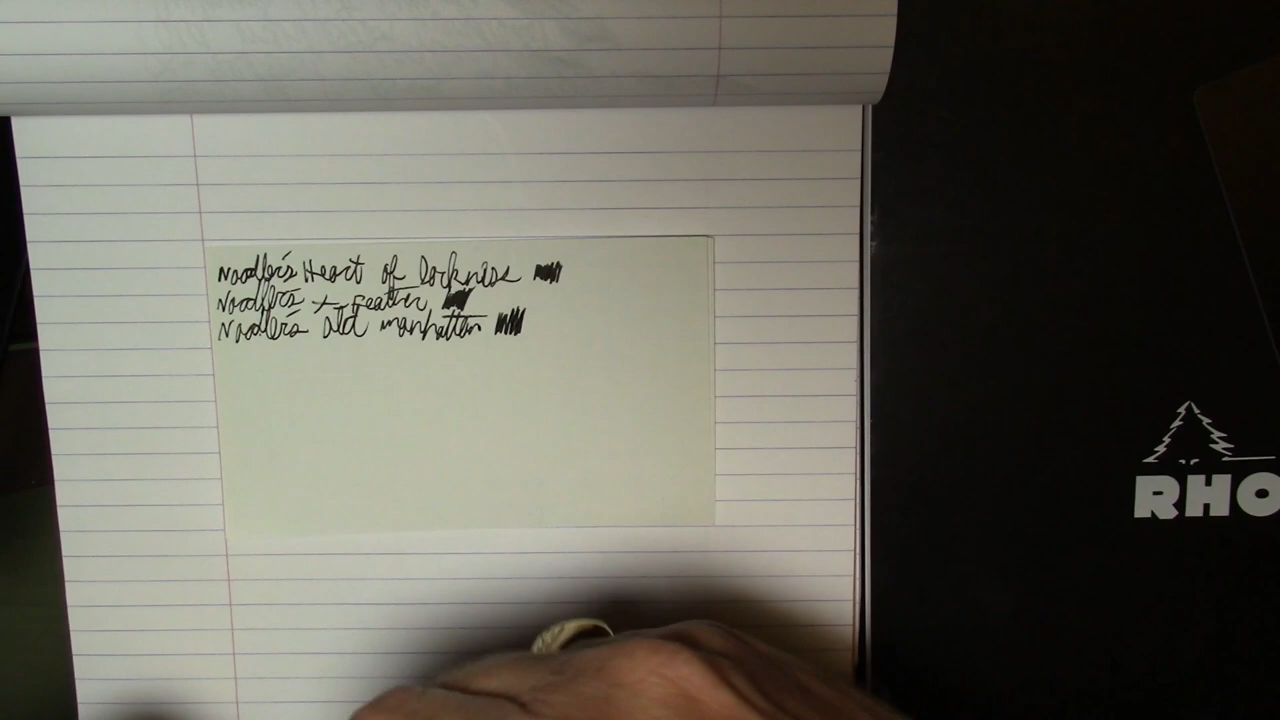 Noodler's Heart of Darkness
Noodler's X-Feather
Noodler's old manhattan
RHO